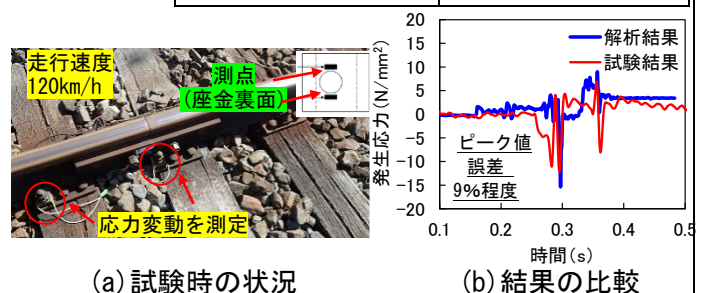 走行速度
120km/h
測点
(座金裏面)
応力変動を測定
(a)試験時の状況
発生応力(N/mm²)
20
15
10
5
0
-5
-10
-15
-20
解析結果
試験結果
ピーク値
誤差
9%程度
0.1
0.2
0.3
0.4
0.5
時間(s)
(b)結果の比較